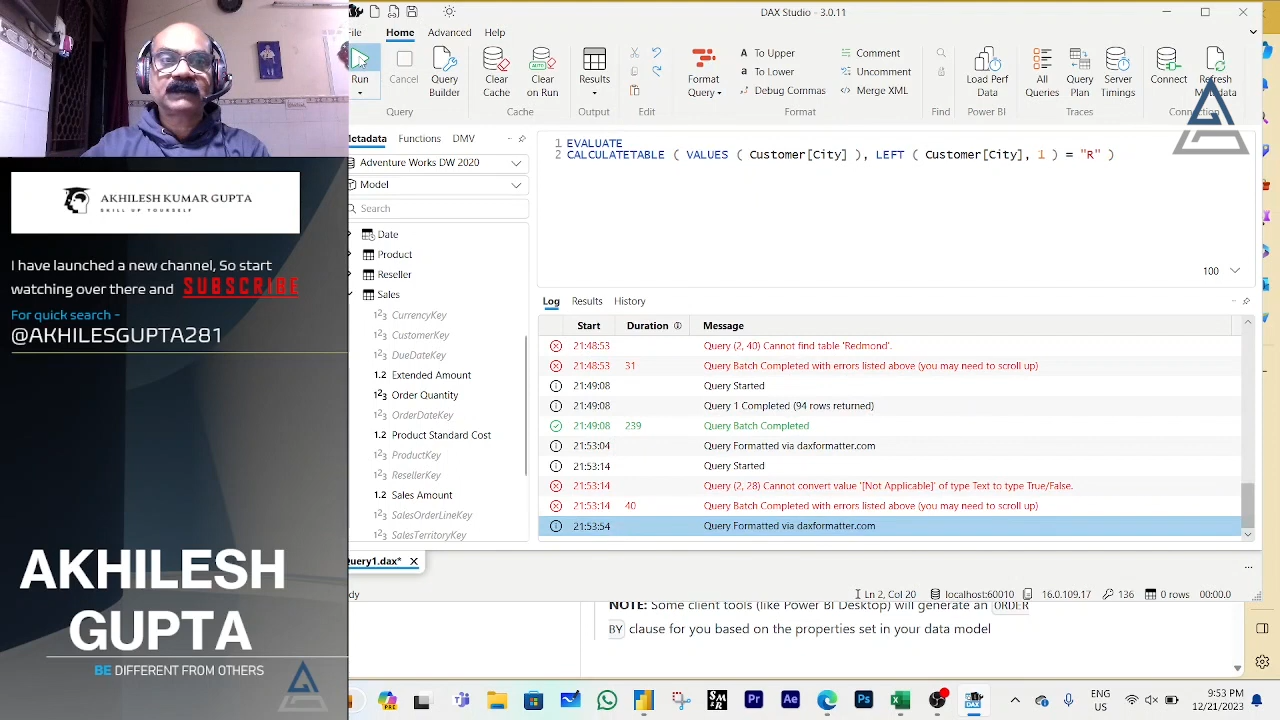 DAX Studio - 3.0.11
File Home Advanced Help
Run
Query Builder
Clear on Run
Results
Output
Edit
Format Query
To Upper
To Lower
Comment
Uncomment
Swap Delimiters
Debug Commas
Merge XML
Format
Find
All Queries
Query Plan
Server Timings
Connect
Refresh
Power BI
Connection
Functions DMV
Adventure Works DW 2020
Model
Search
Date
Product
Reseller
Sales
CurrencyKey
CustomerKey
DueDateKey
Extended Amount
Order Quantity
OrderDateKey
Product Standard Cost
ProductKey
ResellerKey
Sales Amount
SalesOrderLineKey
SalesTerritoryKey
1 EVALUATE
2 CALCULATETABLE ( VALUES ( Customer[City] ), LEFT ( Customer[City], 1 ) = "R" )
100
Log Results History
Start Duration Message
21:48:53 Query (2, 40) Cannot find table 'Redmond'.
21:48:53 31 Query Batch Completed with errors listed above (you may need to scroll up)
21:49:08 Query Started
21:49:08 Query 1 Completed (94 rows returned)
21:49:08 239 Query Batch Completed
21:53:14 Query Formatted via daxformatter.com
21:53:14 Query Started
21:53:14 Query (2, 28) Cannot convert value '[Not Applicable]' of type Text to type True/False.
21:53:14 40 Query Batch Completed with errors listed above (you may need to scroll up)
21:53:54 Query Formatted via daxformatter.com
Query1.dax*
Ln 2, Col 20 localhost:60010 16.0.109.17 136 0 rows 00:00.0
NOTE: Some client tools (like Power BI Desktop) will generate an ORDER
BY clause for you based on the properties set in your data model
ENG
US
9:55 PM
12/21/2022
AKHILESH KUMAR GUPTA
SKILL UP YOURSELF
I have launched a new channel, So start
watching over there and SUBSCRIBE
For quick search -
@AKHILESGUPTA281
AKHILESH
GUPTA
BE DIFFERENT FROM OTHERS